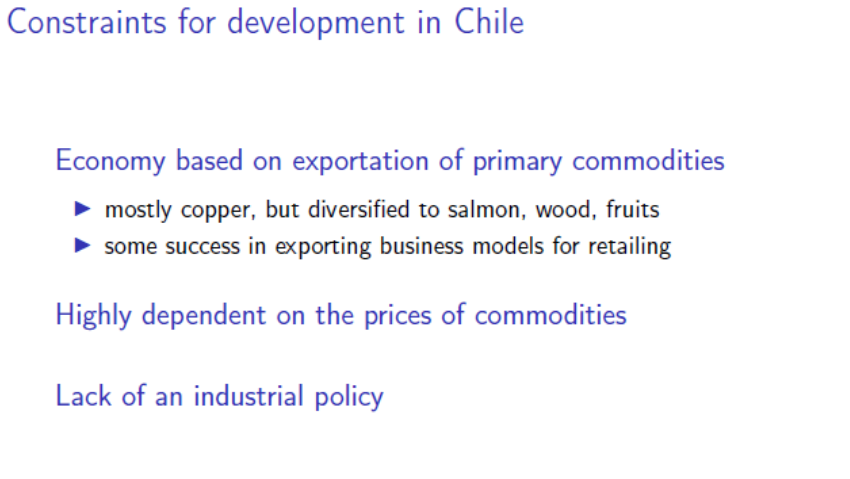 Constraints for development in Chile
Economy based on exportation of primary commodities
▶ mostly copper, but diversified to salmon, wood, fruits
▶ some success in exporting business models for retailing
Highly dependent on the prices of commodities
Lack of an industrial policy